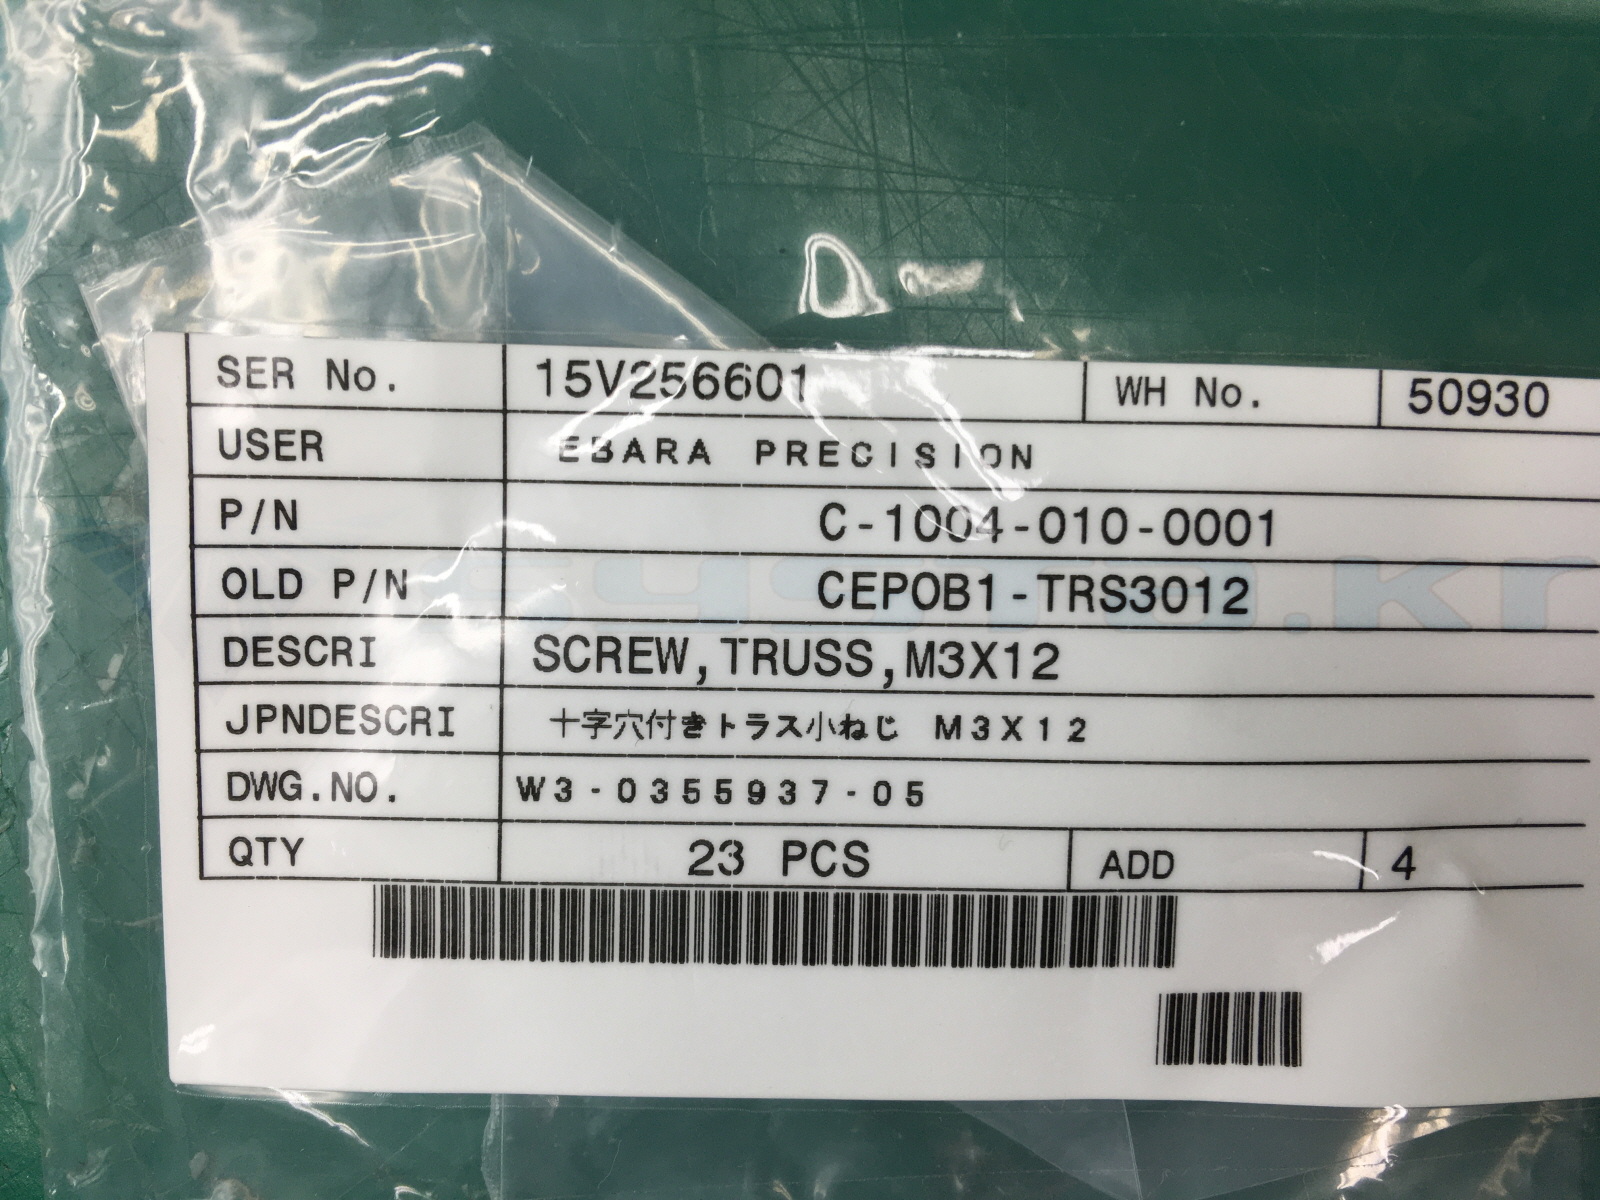 SER No. 15V256601 WH No. 50930
USER EBARA PRECISION
P/N C-1004-010-0001
OLD P/N CEPOB1-TRS3012
systo.kr
DESCRI SCREW,TRUSS,M3X12
JPNDESCRI 十字穴付きトラス小ねじ M3X12
DWG.NO. W3-0355937-05
QTY 23 PCS ADD 4